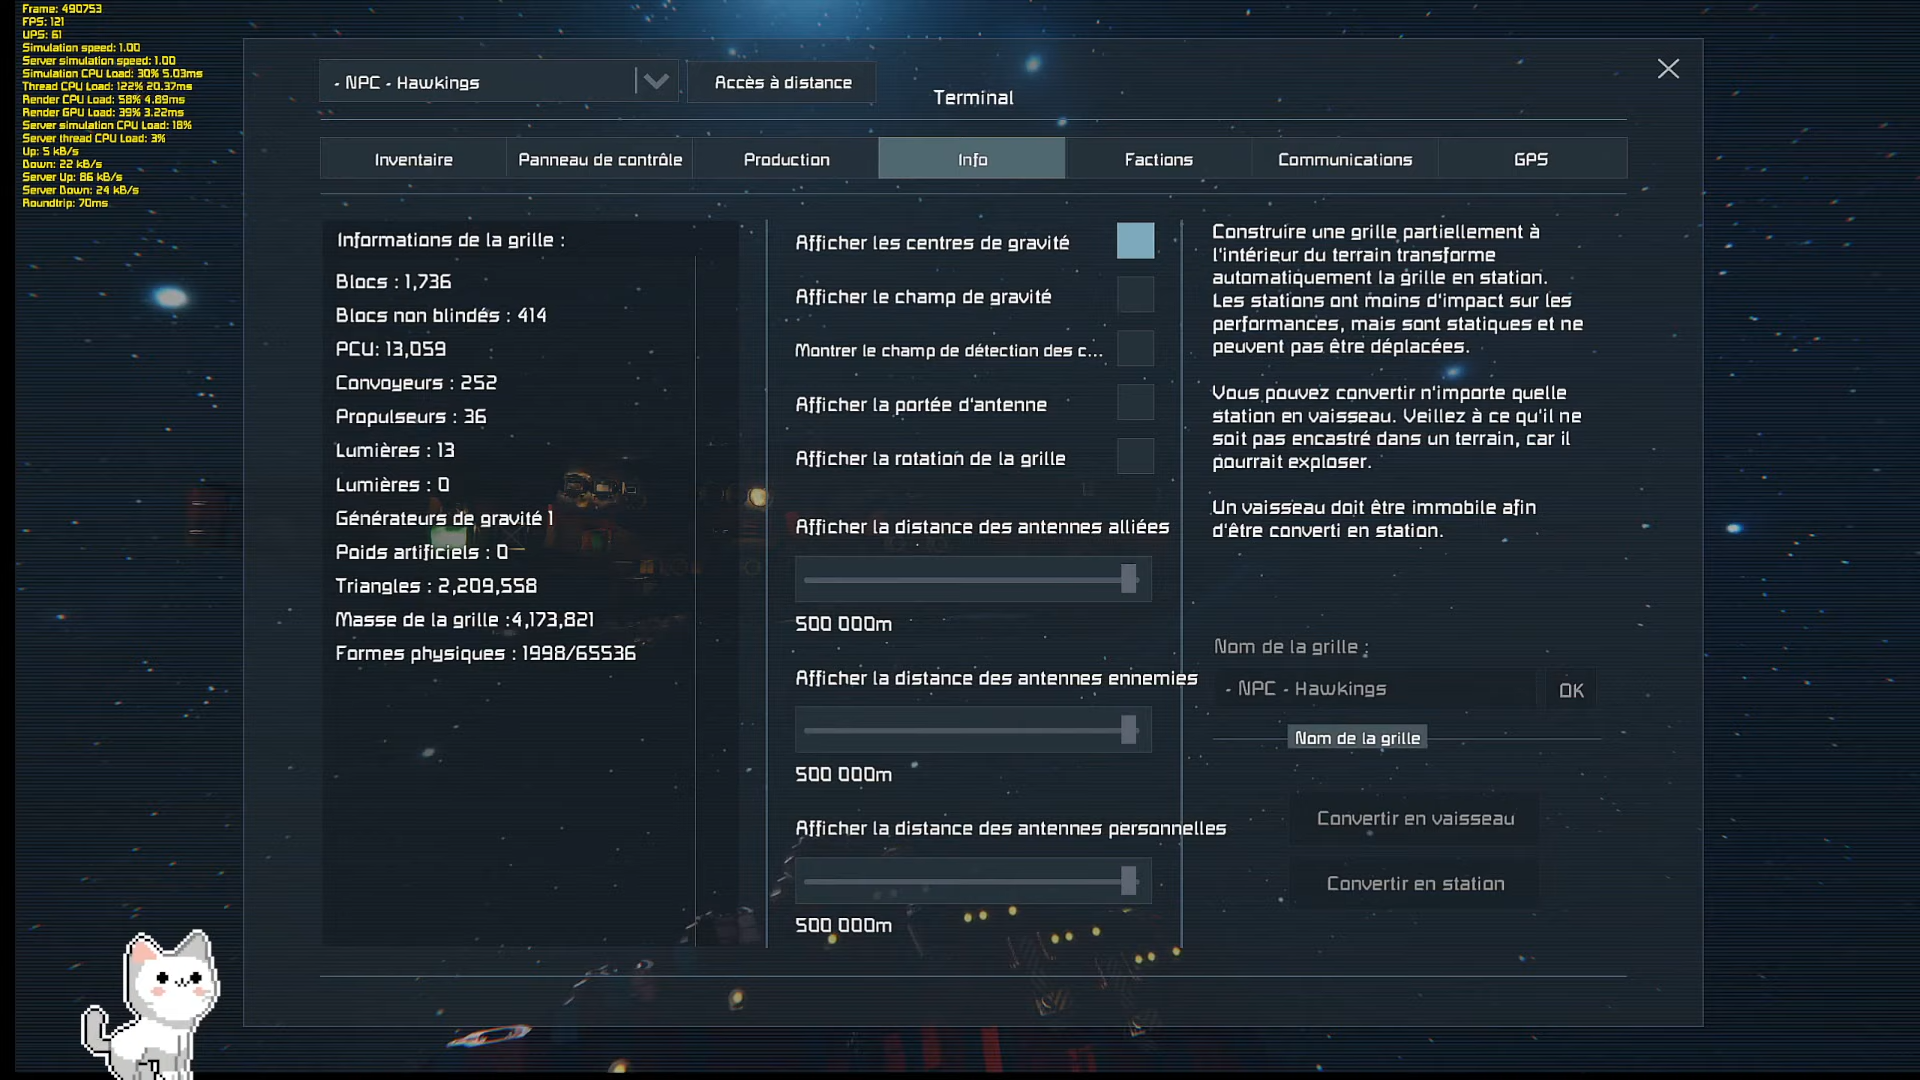 Frame: 490753
FPS: 121
UPS: 61
Simulation speed: 1.00
Server simulation speed: 1.00
Simulation CPU Load: 30% 5.03ms
Thread CPU Load: 122% 20.37ms
Render CPU Load: 58% 4.89ms
Render GPU Load: 39% 3.22ms
Server simulation CPU Load: 18%
Server thread CPU Load: 3%
Up: 5 kB/s
Down: 22 kB/s
Server Up: 86 kB/s
Server Down: 24 kB/s
Roundtrip: 70ms
- NPC - Hawkings
Accès à distance
Terminal
Inventaire
Panneau de contrôle
Production
Info
Factions
Communications
GPS
Informations de la grille :
Blocs : 1,736
Blocs non blindés : 414
PCU: 13,059
Convoyeurs : 252
Propulseurs : 36
Lumières : 13
Lumières : 0
Générateurs de gravité 1
Poids artificiels : 0
Triangles : 2,209,558
Masse de la grille :4,173,821
Formes physiques : 1998/65536
Afficher les centres de gravité
Afficher le champ de gravité
Montrer le champ de détection des c...
Afficher la portée d'antenne
Afficher la rotation de la grille
Afficher la distance des antennes alliées
500 000m
Afficher la distance des antennes ennemies
500 000m
Afficher la distance des antennes personnelles
500 000m
Construire une grille partiellement à
l'intérieur du terrain transforme
automatiquement la grille en station.
Les stations ont moins d'impact sur les
performances, mais sont statiques et ne
peuvent pas être déplacées.
Vous pouvez convertir n'importe quelle
station en vaisseau. Veillez à ce qu'il ne
soit pas encastré dans un terrain, car il
pourrait exploser.
Un vaisseau doit être immobile afin
d'être converti en station.
Nom de la grille :
- NPC - Hawkings
OK
Nom de la grille
Convertir en vaisseau
Convertir en station